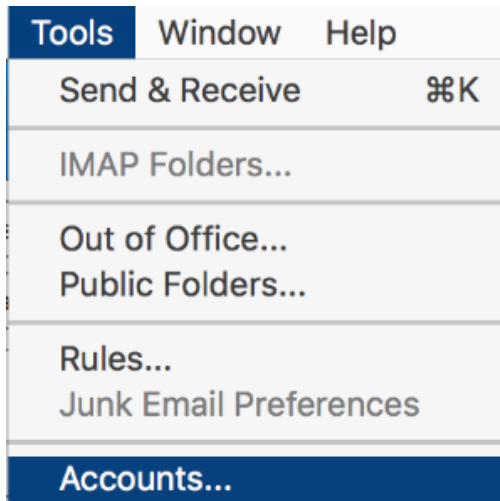 Tools Window Help
Send & Receive ⌘K
IMAP Folders...
Out of Office...
Public Folders...
Rules...
Junk Email Preferences
Accounts...